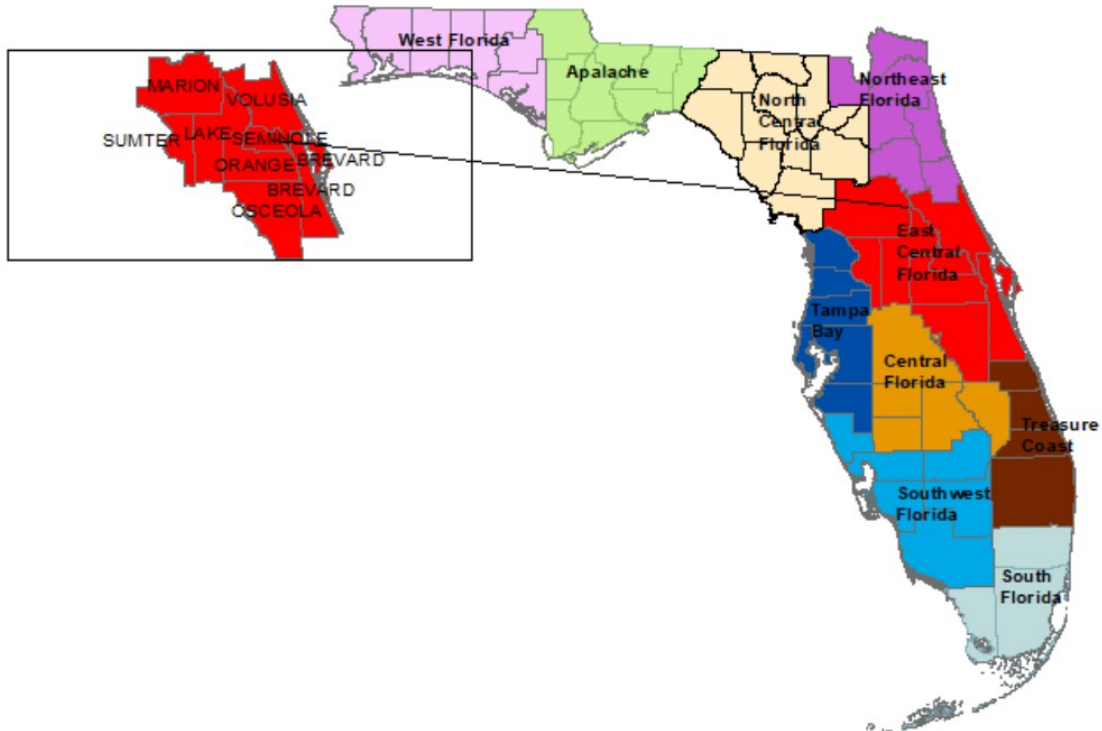 West Florida
Apalache
North
Central
Florida
Northeast
Florida
MARION
VOLUSIA
SUMTER
LAKE
SEMINOLE
ORANGE
BREVARD
BREVARD
OSCEOLA
East
Central
Florida
Tampa
Bay
Central
Florida
Treasure
Coast
Southwest
Florida
South
Florida